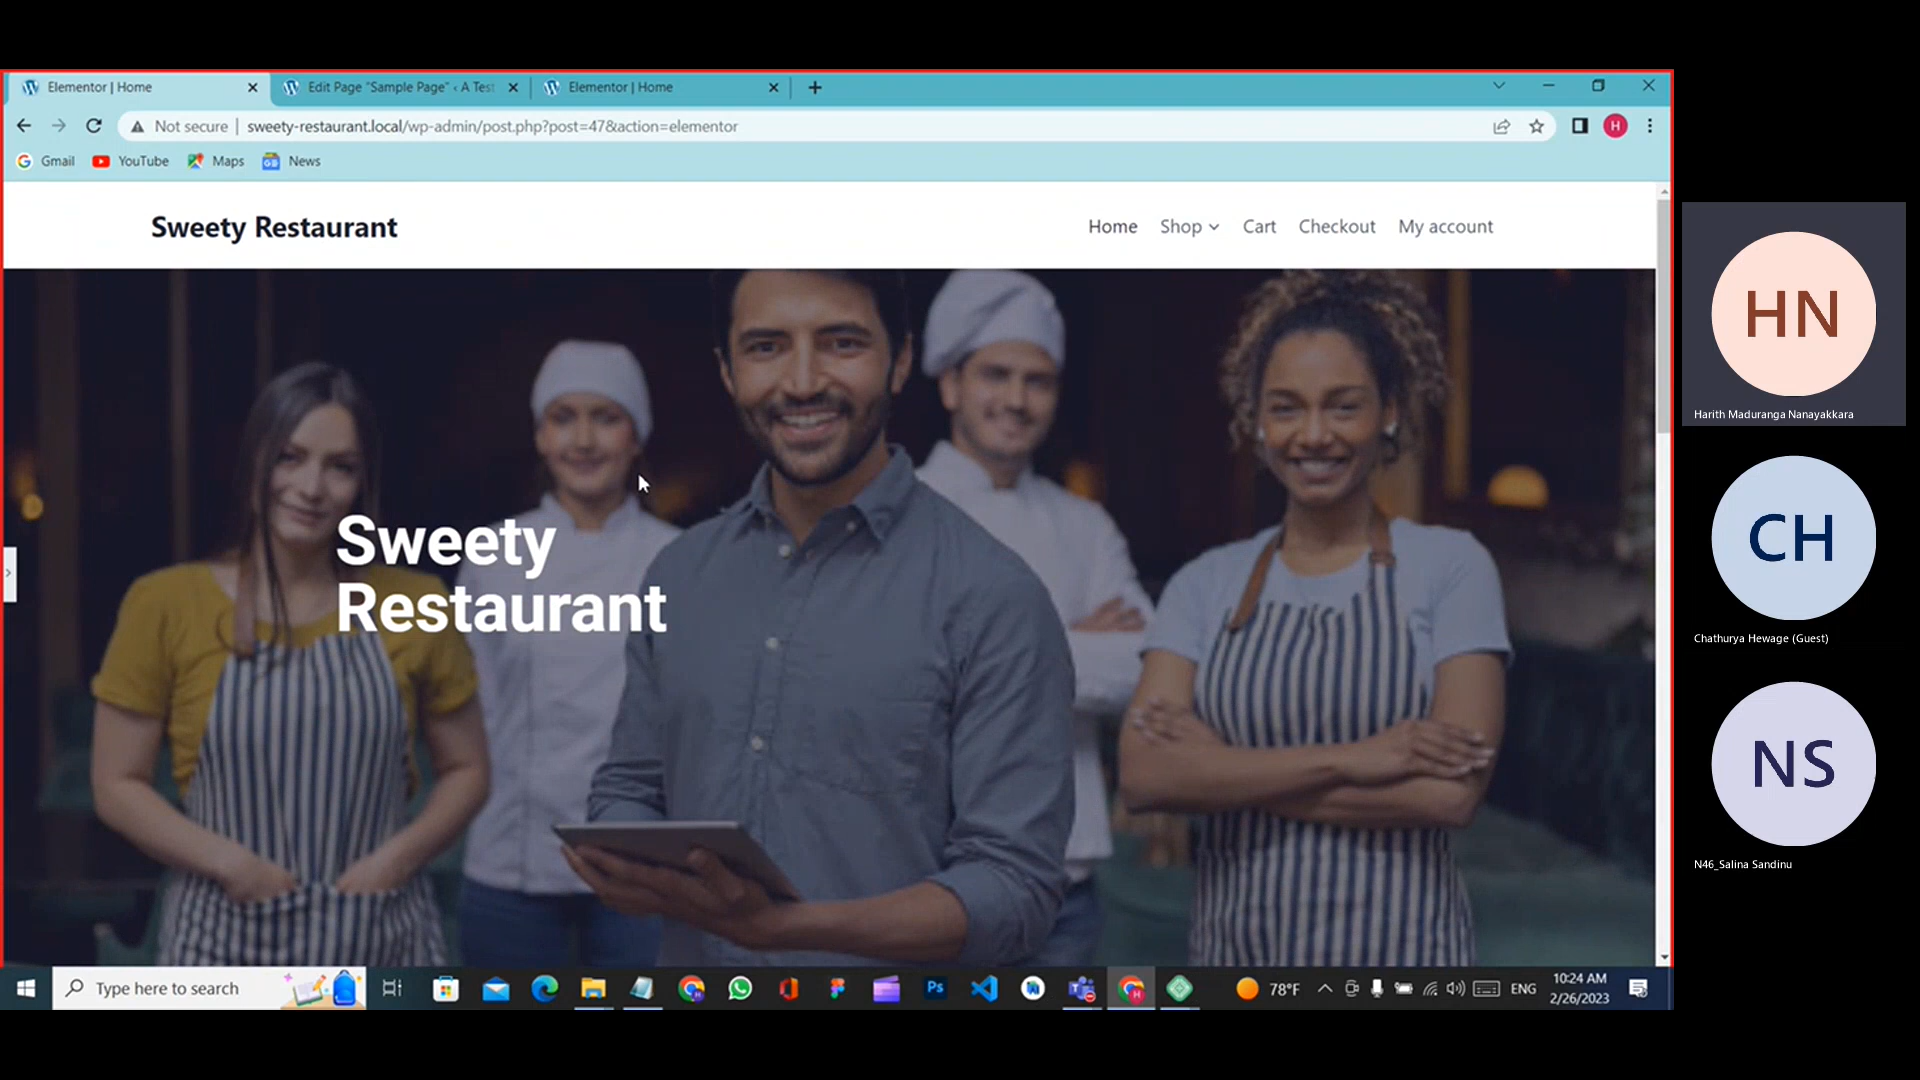 Elementor | Home
Edit Page "Sample Page" ‹ A Test
Elementor | Home
Not secure | sweety-restaurant.local/wp-admin/post.php?post=47&action=elementor
H
Gmail YouTube Maps News
Sweety Restaurant
Home Shop Cart Checkout My account
Sweety
Restaurant
HN
Harith Maduranga Nanayakkara
CH
Chathurya Hewage (Guest)
NS
N46_Salina Sandinu
Type here to search
Ps
78°F
ENG
10:24 AM
2/26/2023